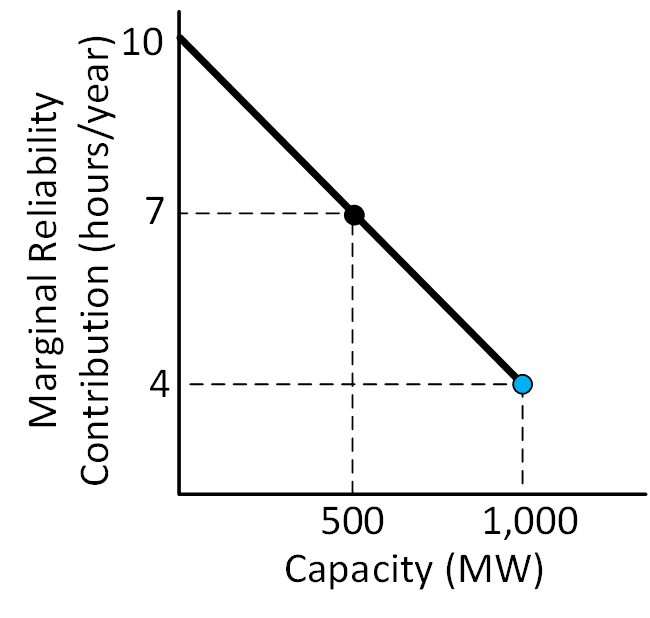 Marginal Reliability
Contribution (hours/year)
10
7
4
500
1,000
Capacity (MW)